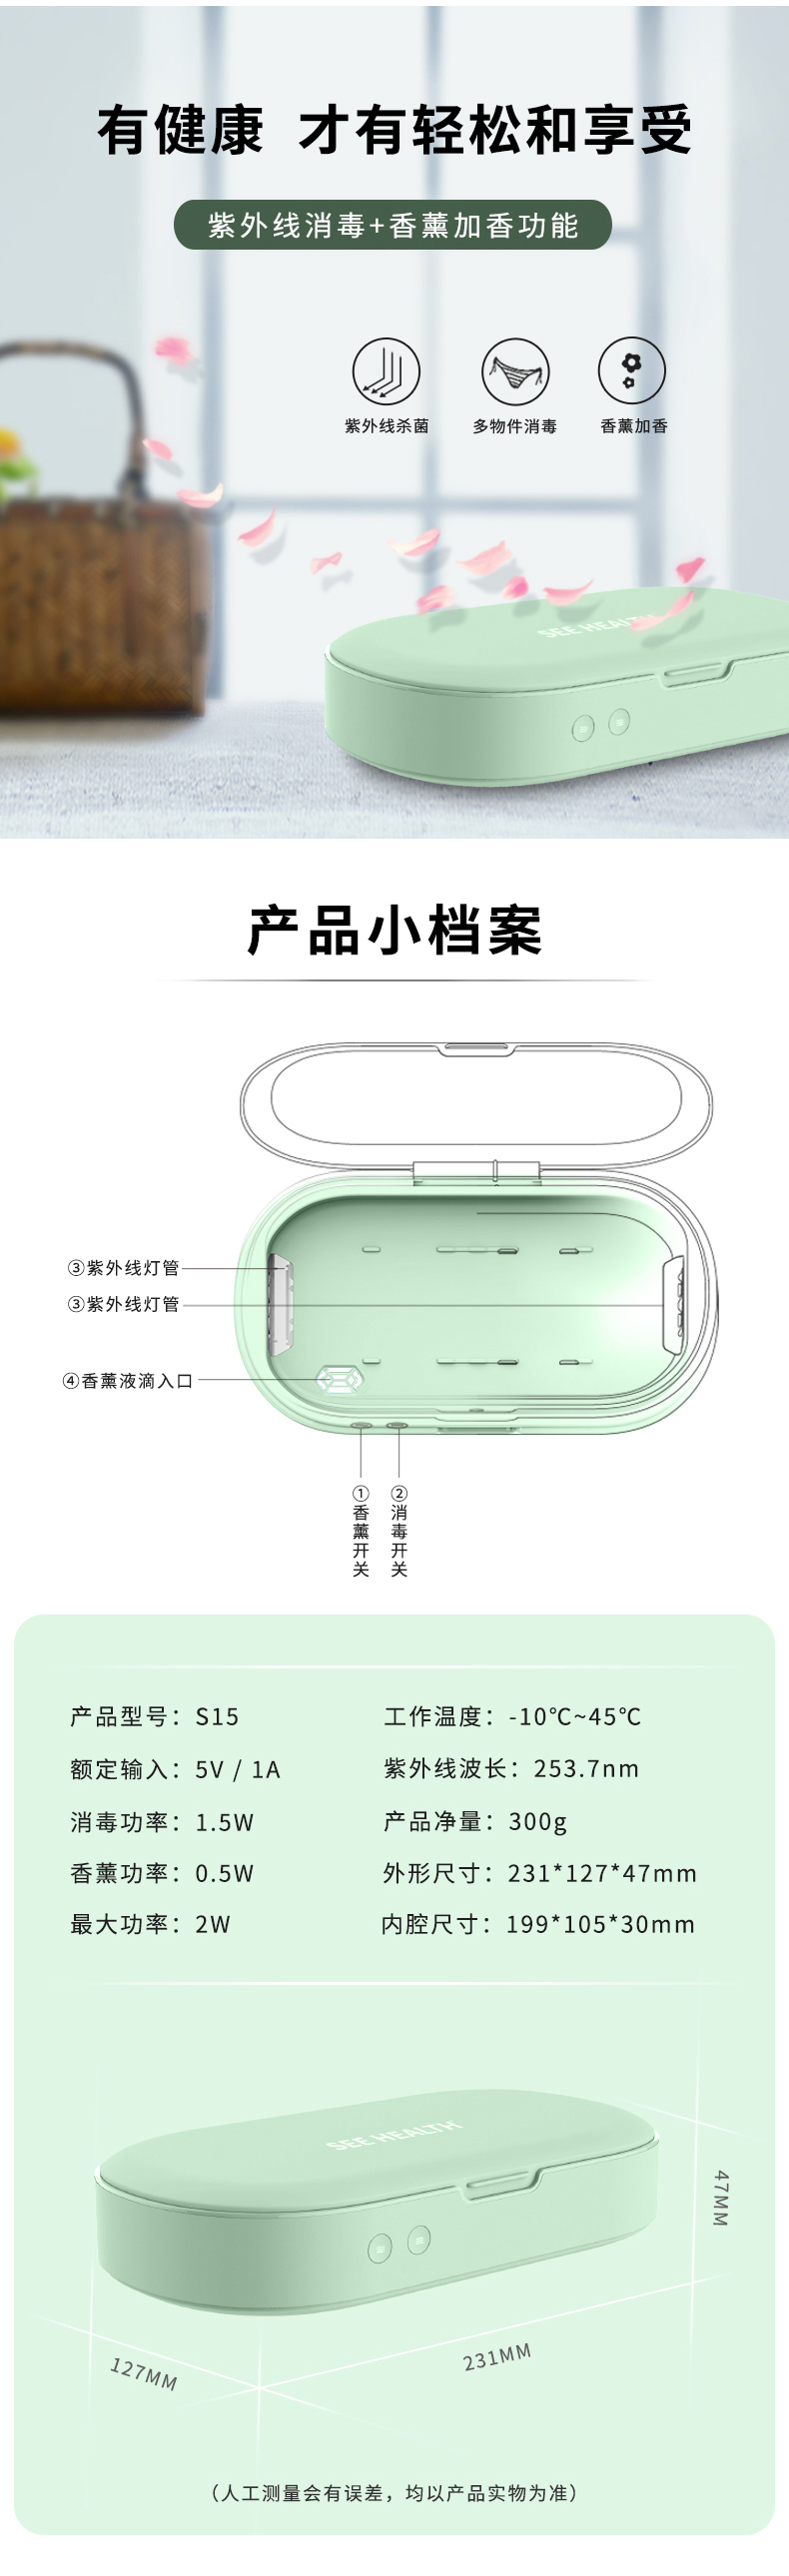 有健康 才有轻松和享受
紫外线消毒+香薰加香功能
紫外线杀菌
多物件消毒
香薰加香
SEE HEALTH
产品小档案
③紫外线灯管
③紫外线灯管
④香薰液滴入口
①香薰开关
②消毒开关
产品型号：S15
工作温度：-10℃~45℃
额定输入：5V / 1A
紫外线波长：253.7nm
消毒功率：1.5W
产品净量：300g
香薰功率：0.5W
外形尺寸：231*127*47mm
最大功率：2W
内腔尺寸：199*105*30mm
SEE HEALTH
47MM
231MM
127MM
（人工测量会有误差，均以产品实物为准）